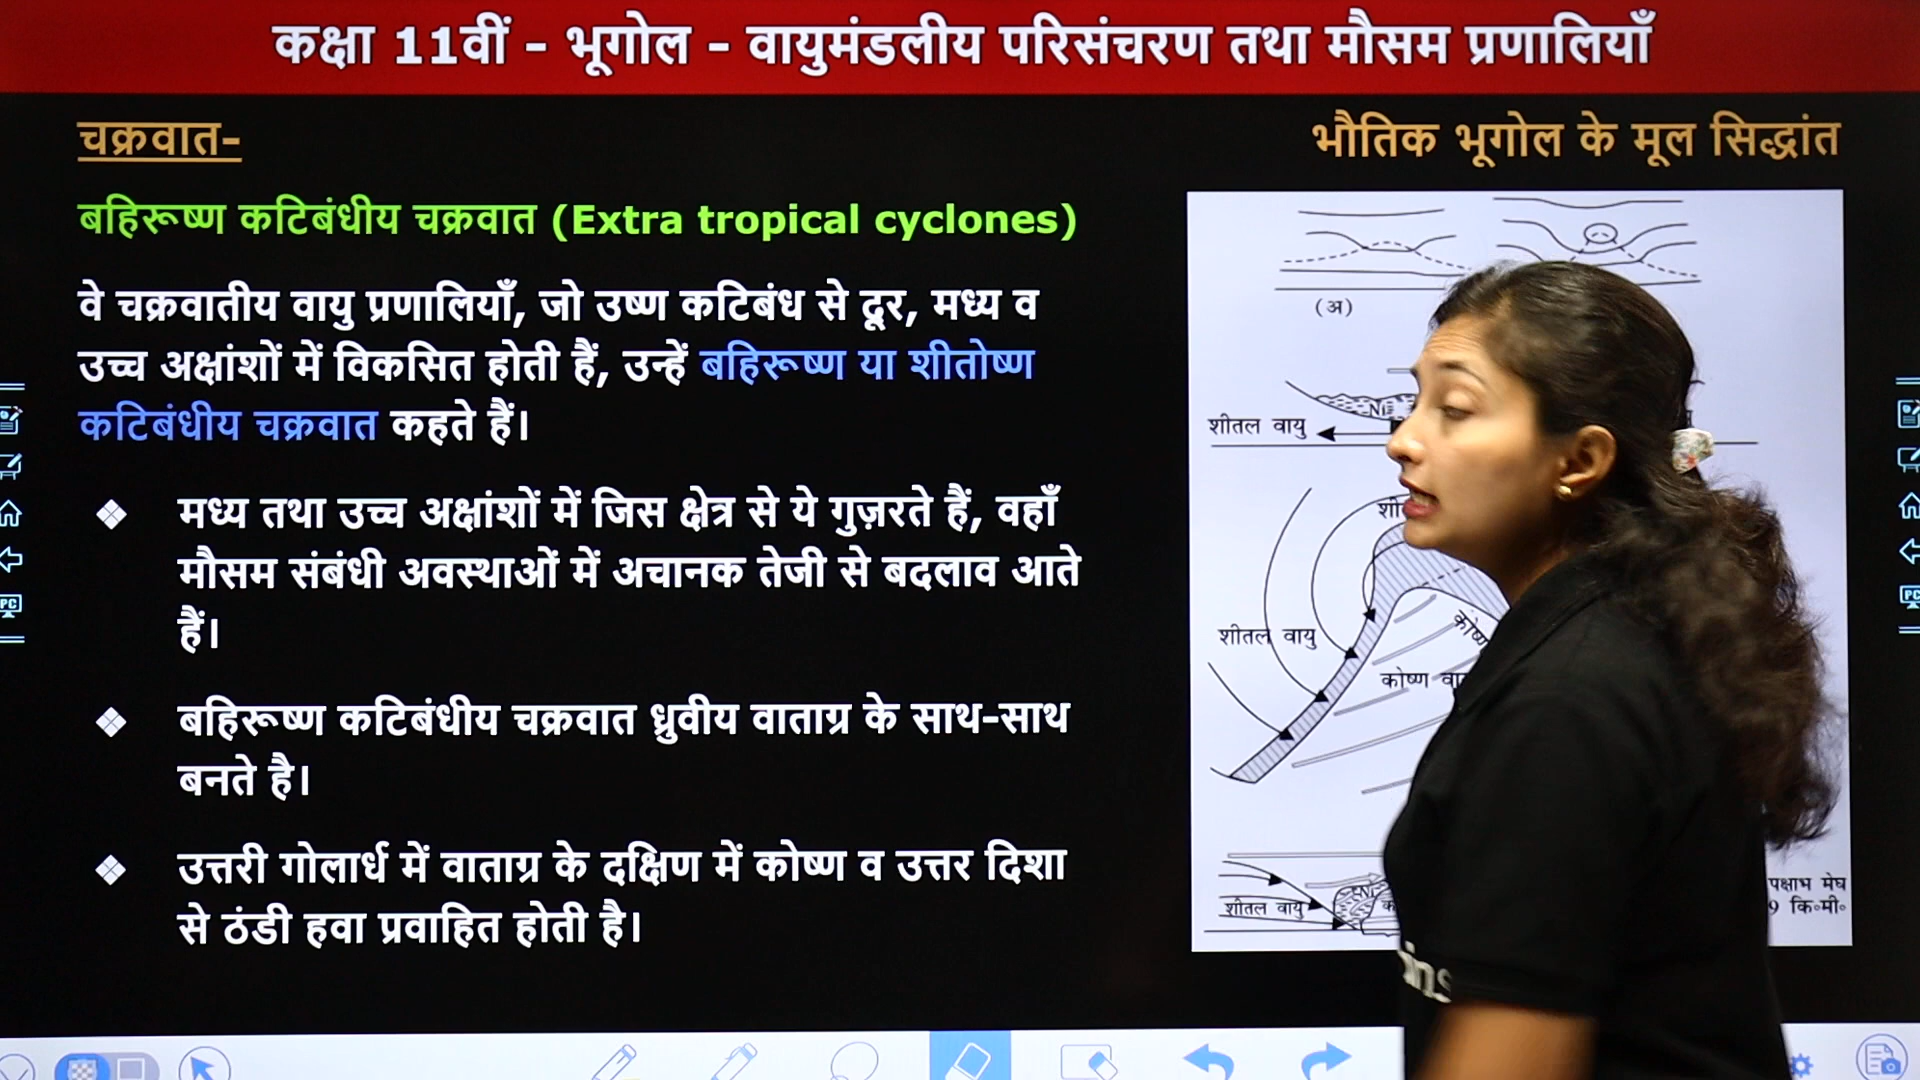 कक्षा 11वीं - भूगोल - वायुमंडलीय परिसंचरण तथा मौसम प्रणालियाँ
चक्रवात-
भौतिक भूगोल के मूल सिद्धांत
बहिरूष्ण कटिबंधीय चक्रवात (Extra tropical cyclones)
वे चक्रवातीय वायु प्रणालियाँ, जो उष्ण कटिबंध से दूर, मध्य व
उच्च अक्षांशों में विकसित होती हैं, उन्हें बहिरूष्ण या शीतोष्ण
कटिबंधीय चक्रवात कहते हैं।
❖ मध्य तथा उच्च अक्षांशों में जिस क्षेत्र से ये गुज़रते हैं, वहाँ
मौसम संबंधी अवस्थाओं में अचानक तेजी से बदलाव आते
हैं।
❖ बहिरूष्ण कटिबंधीय चक्रवात ध्रुवीय वाताग्र के साथ-साथ
बनते है।
❖ उत्तरी गोलार्ध में वाताग्र के दक्षिण में कोष्ण व उत्तर दिशा
से ठंडी हवा प्रवाहित होती है।
(अ)
शीतल वायु
शीतल वायु
कोष्ण
कोष्ण
शीतल वायु
पक्षाभ मेघ
9 कि॰मी॰
PC
PC